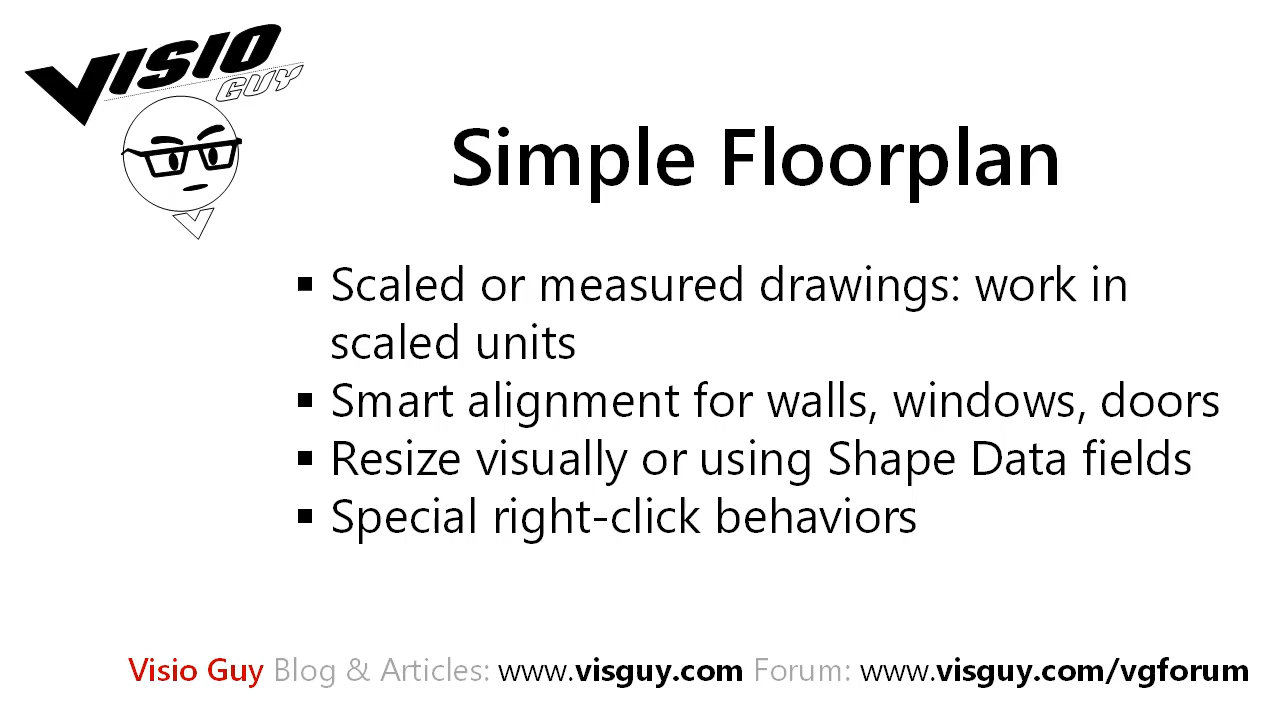 VISIO
GUY
Simple Floorplan
▪ Scaled or measured drawings: work in
scaled units
▪ Smart alignment for walls, windows, doors
▪ Resize visually or using Shape Data fields
▪ Special right-click behaviors
Visio Guy Blog & Articles: www.visguy.com Forum: www.visguy.com/vgforum